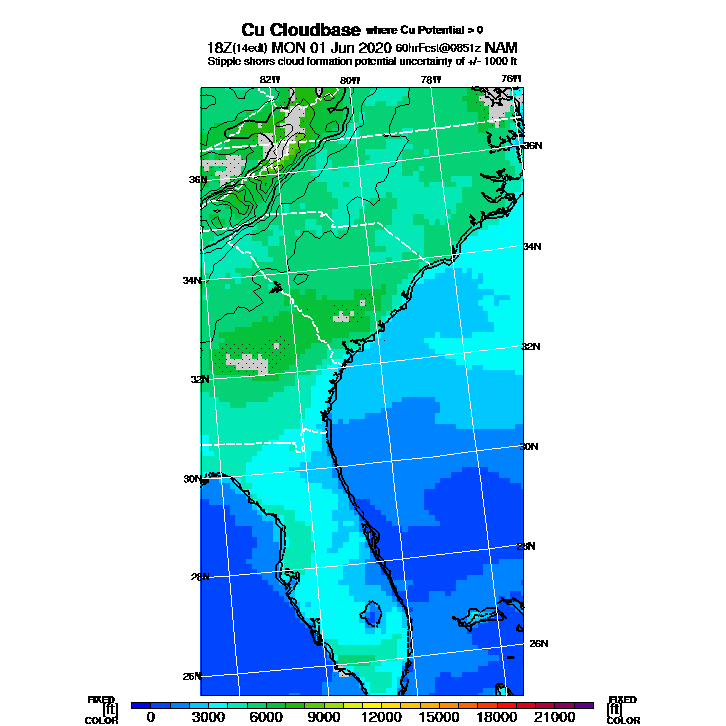 Cu Cloudbase where Cu Potential > 0
18Z(14edt) MON 01 Jun 2020 60hrFcst@0851z NAM
Stipple shows cloud formation potential uncertainty of +/- 1000 ft
82W 80W 78W 76W
36N
36N
34N
34N
32N
32N
30N
30N
28N
28N
26N
26N
FIXED FIXED
[ft] [ft]
COLOR COLOR
0 3000 6000 9000 12000 15000 18000 21000